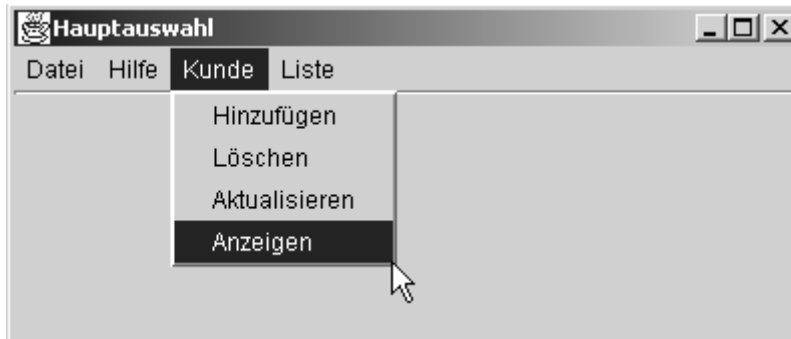 Hauptauswahl
Datei Hilfe Kunde Liste
Hinzufügen
Löschen
Aktualisieren
Anzeigen